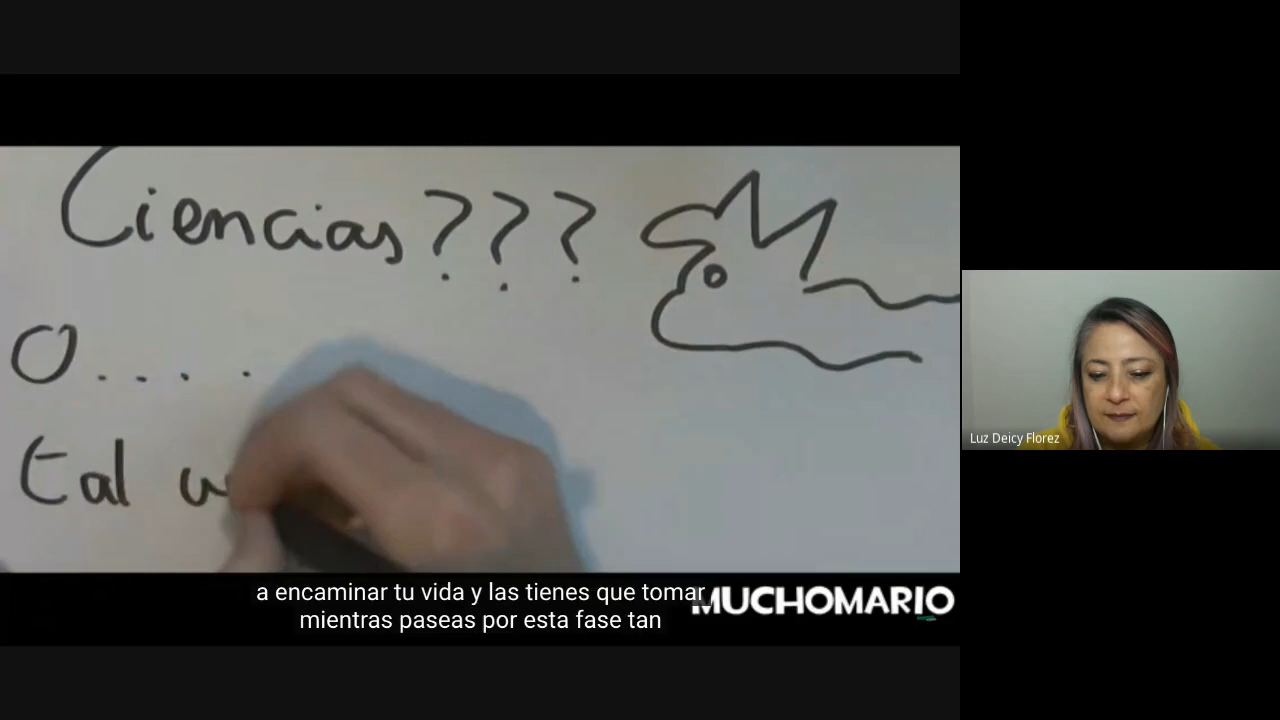 Ciencias???
O....
tal
a encaminar tu vida y las tienes que tomar
mientras paseas por esta fase tan
MUCHOMARIO
Luz Deicy Florez